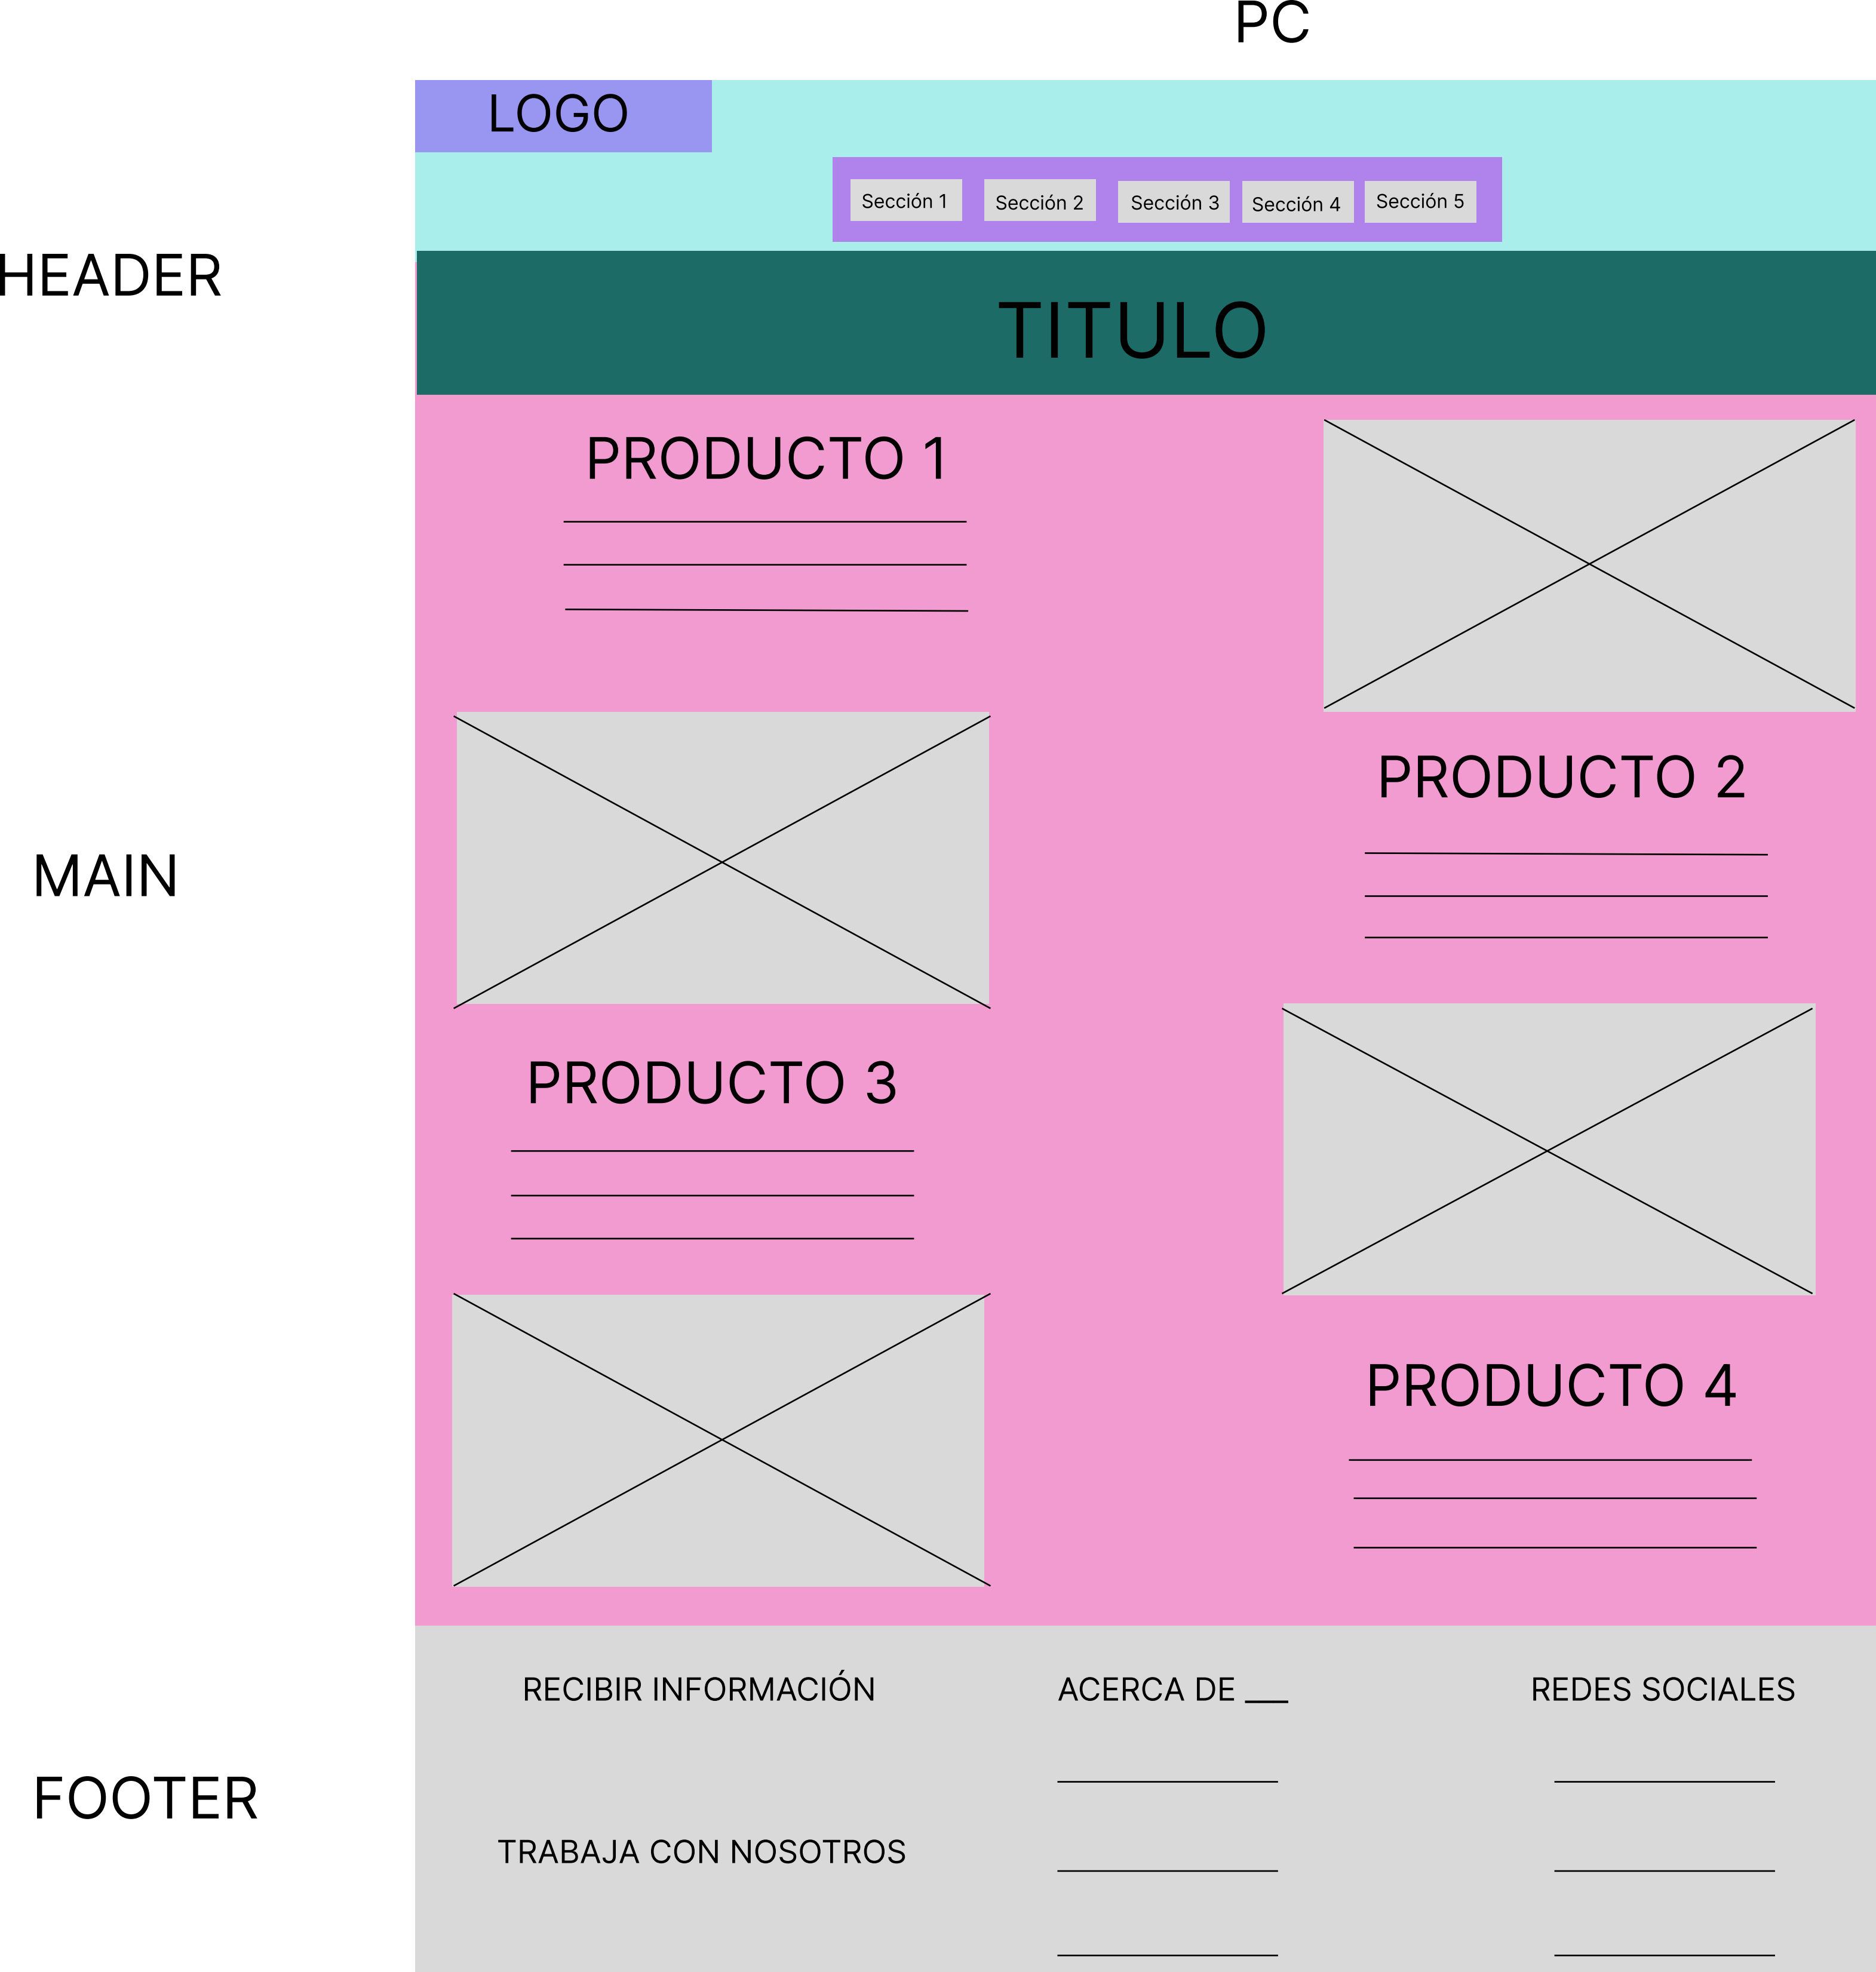 PC
LOGO
Sección 1
Sección 2
Sección 3
Sección 4
Sección 5
HEADER
TITULO
PRODUCTO 1
PRODUCTO 2
MAIN
PRODUCTO 3
PRODUCTO 4
RECIBIR INFORMACIÓN
ACERCA DE ___
REDES SOCIALES
FOOTER
TRABAJA CON NOSOTROS